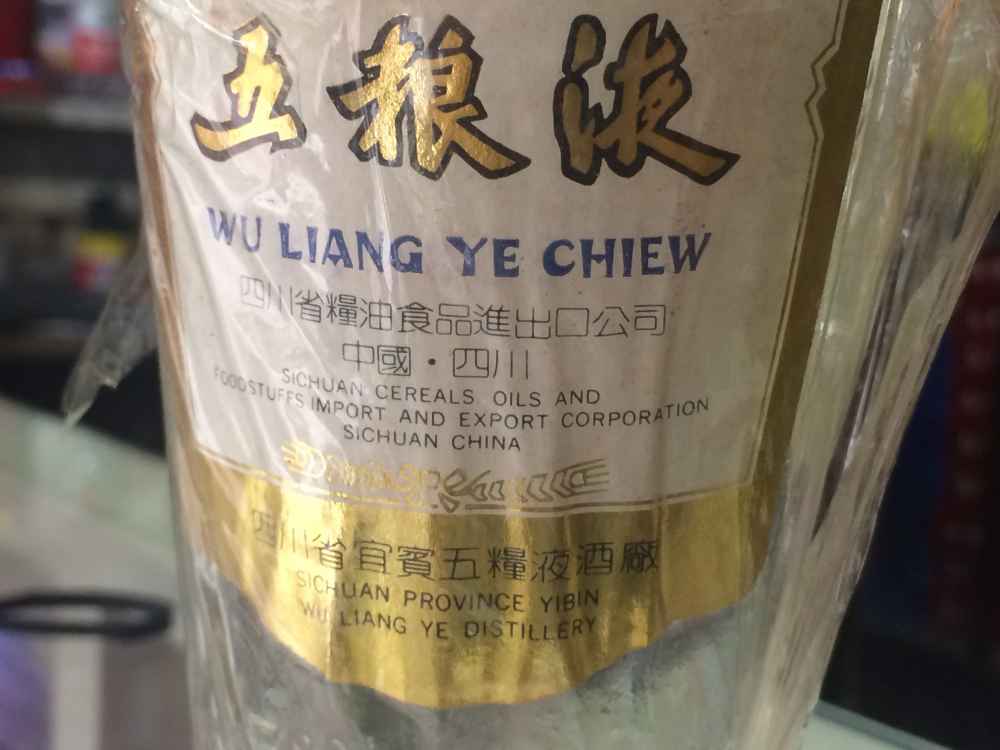 五粮液
WU LIANG YE CHIEW
四川省糧油食品進出口公司
中國·四川
SICHUAN CEREALS, OILS AND
FOODSTUFFS IMPORT AND EXPORT CORPORATION
SICHUAN CHINA
四川省宜賓五糧液酒廠
SICHUAN PROVINCE YIBIN
WU LIANG YE DISTILLERY